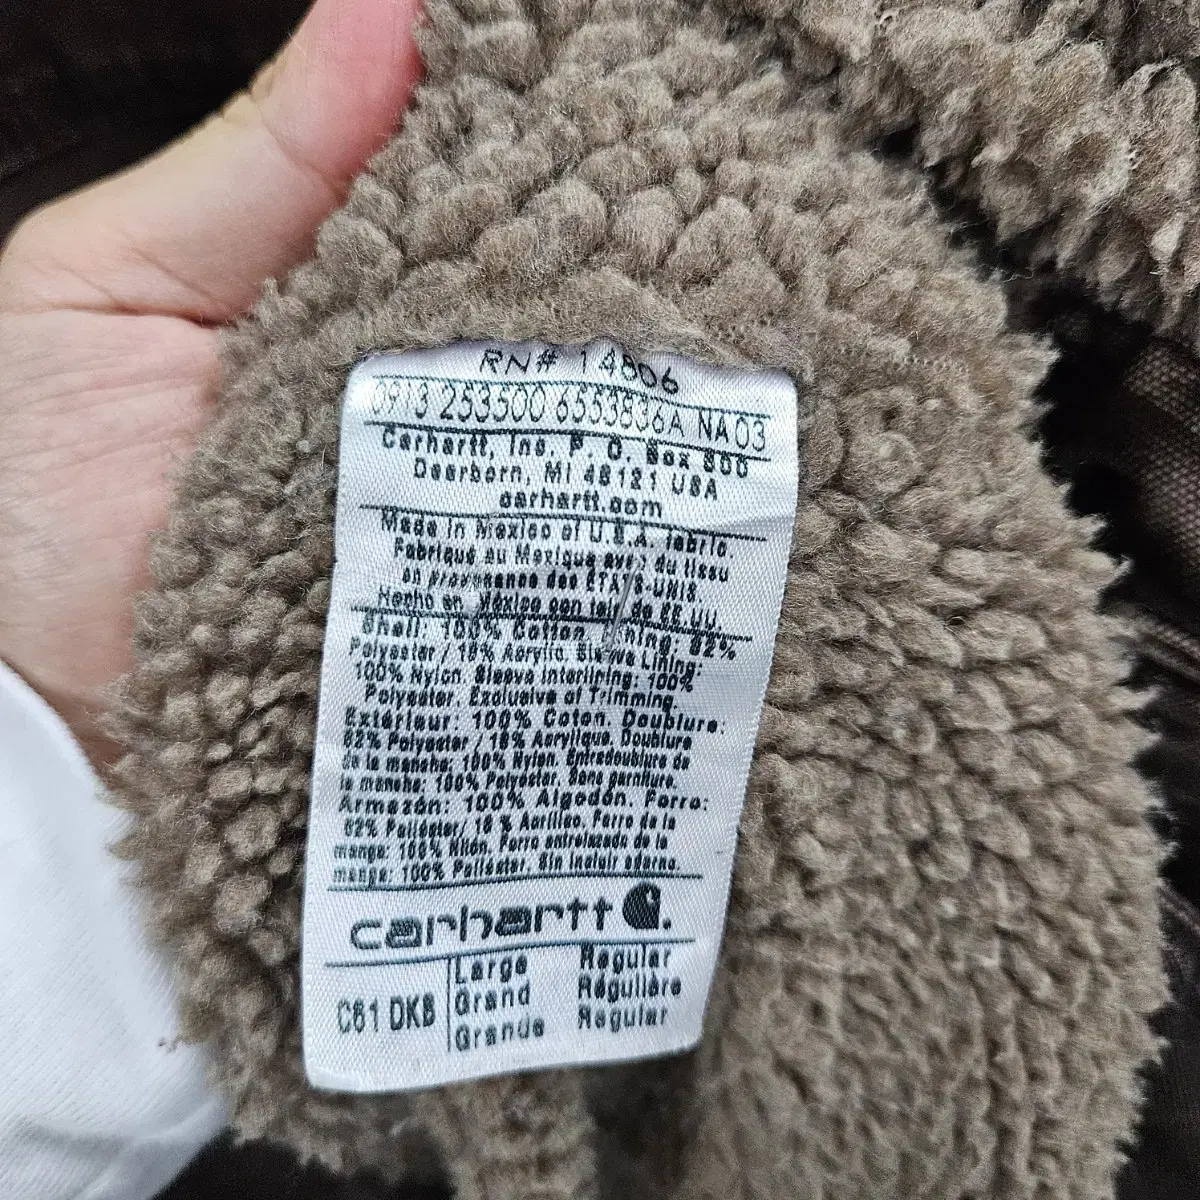 RN# 14806
0913 253500 6553836A NA 03
Carhartt, Inc. P. O. Box 600
Dearborn, MI 48121 USA
carhartt.com
Made in Mexico of U.S.A. fabric.
Fabriqué au Mexique avec du tissu
en provenance des ÉTATS-UNIS
Hecho en México con tela de EE.UU.
Shell: 100% Cotton. Lining: 82%
Polyester / 18% Acrylic. Sleeve Lining:
100% Nylon. Sleeve Interlining: 100%
Polyester. Exclusive of Trimming.
Extérieur: 100% Coton. Doublure:
82% Polyester / 18% Acrylique. Doublure
de la manche: 100% Nylon. Entredoublure de
la manche: 100% Polyéster. Sans garniture.
Armazón: 100% Algodón. Forro:
82% Poliéster/ 18 % Acrílico. Forro de la
manga: 100% Nilón. Forro entrelazado de la
manga: 100% Poliéster. Sin incluir adorno.
carhartt
C61 DKB
Large Regular
Grand Régulière
Grande Regular